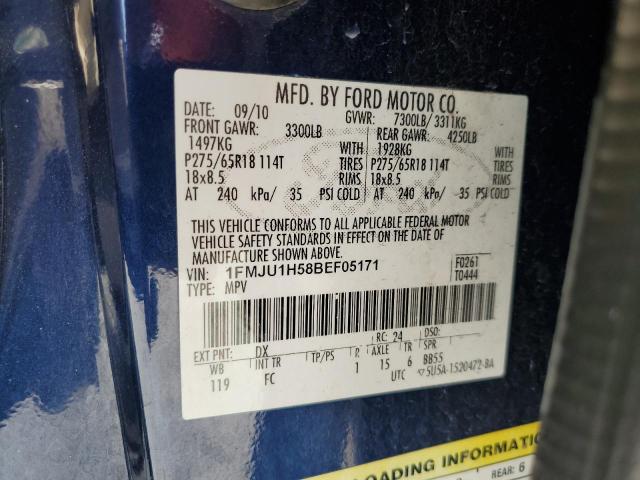 MFD. BY FORD MOTOR CO.
DATE: 09/10 GVWR: 7300LB/ 3311KG
FRONT GAWR: 3300LB REAR GAWR: 4250LB
1497KG WITH 1928KG WITH
P275/65R18 114T TIRES P275/65R18 114T TIRES
18x8.5 RIMS 18x8.5 RIMS
AT 240 kPa/ 35 PSI COLD AT 240 kPa/ 35 PSI COLD
THIS VEHICLE CONFORMS TO ALL APPLICABLE FEDERAL MOTOR
VEHICLE SAFETY STANDARDS IN EFFECT ON THE DATE OF
MANUFACTURE SHOWN ABOVE.
VIN: 1FMJU1H58BEF05171 F0261
TYPE: MPV T0444
RC: 24 DSO:
EXT PNT: DX
WB INT TR TP/PS R AXLE TR SPR
119 FC 1 15 6 BB55
UTC 5U5A-1520472-BA
LOADING INFORMATIO
REAR: 6